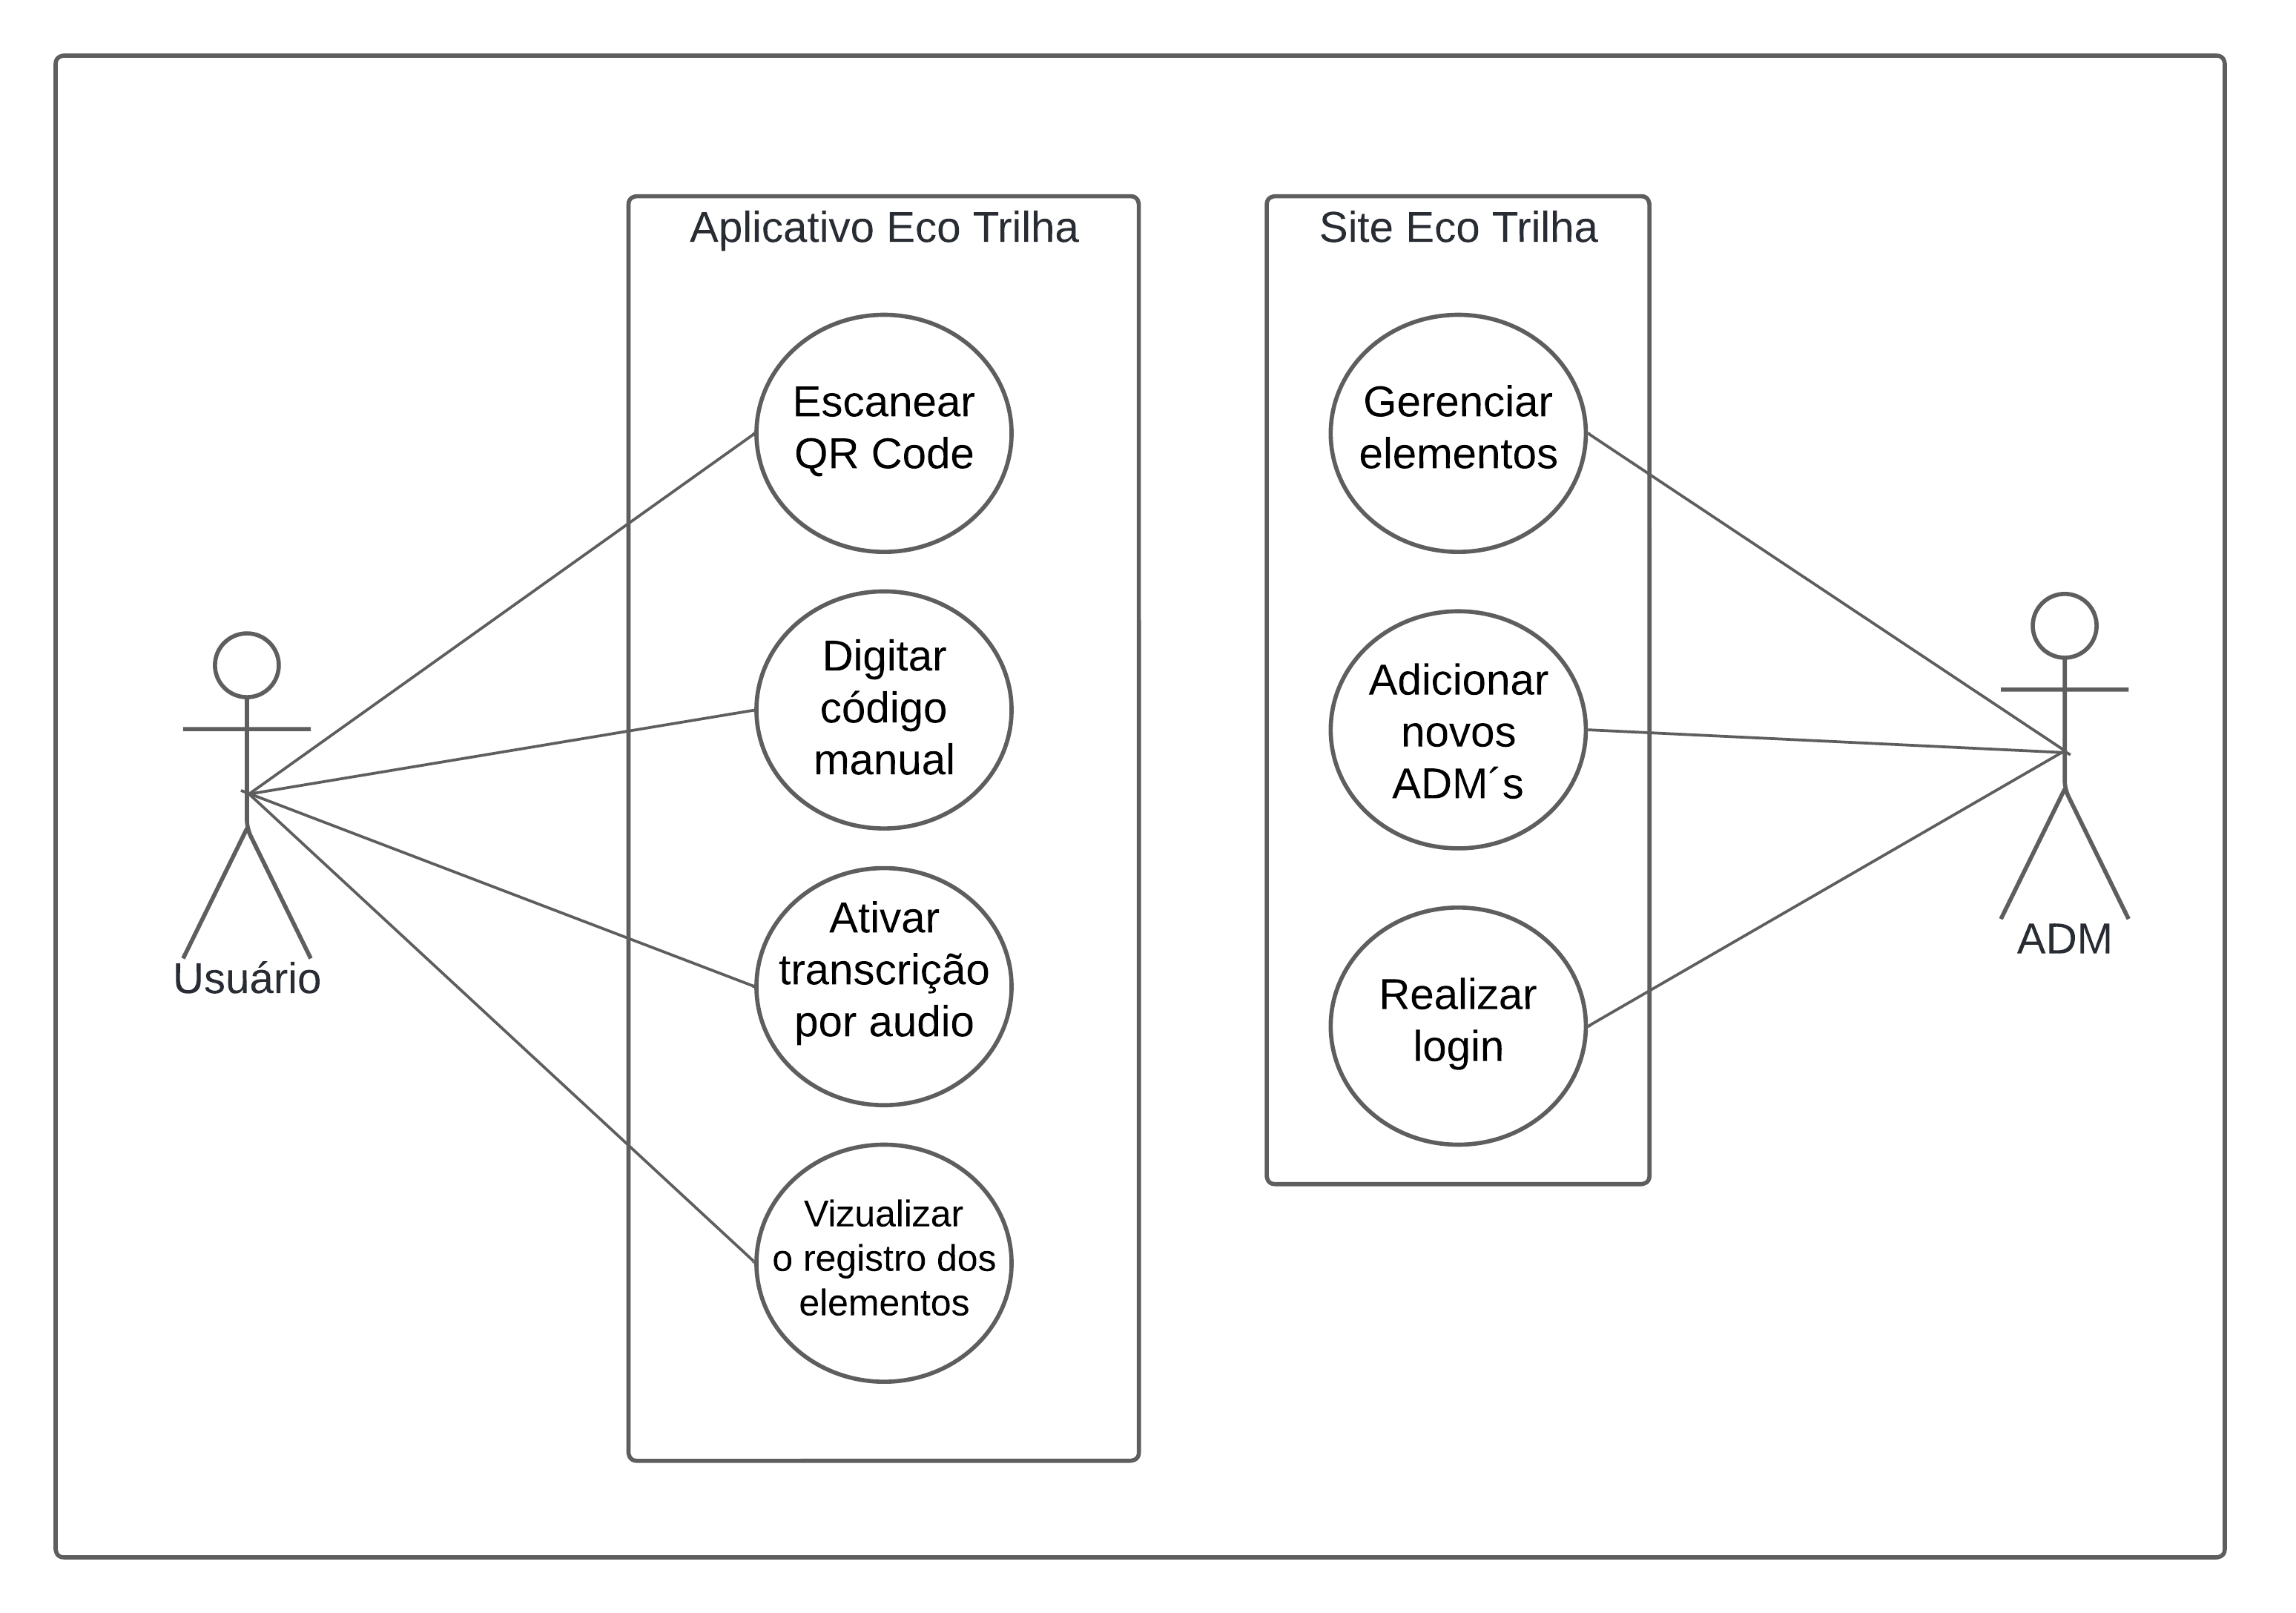 Aplicativo Eco Trilha
Escanear
QR Code
Digitar
código
manual
Ativar
transcrição
por audio
Vizualizar
o registro dos
elementos
Usuário
Site Eco Trilha
Gerenciar
elementos
Adicionar
novos
ADM´s
Realizar
login
ADM